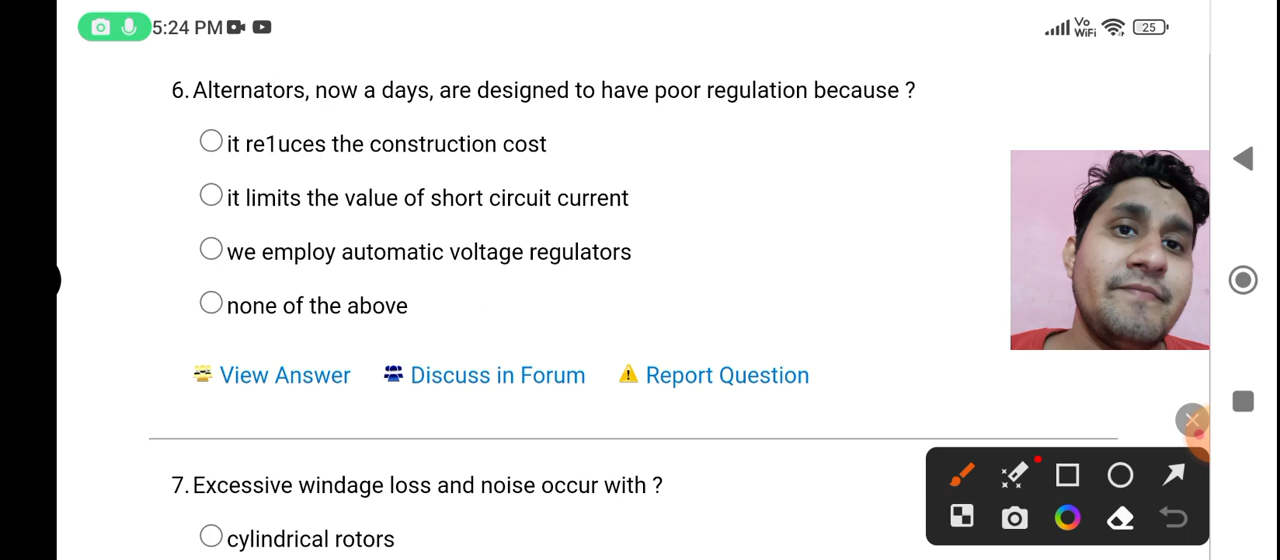 5:24 PM
Vo
WiFi
25
6. Alternators, now a days, are designed to have poor regulation because ?
it re1uces the construction cost
it limits the value of short circuit current
we employ automatic voltage regulators
none of the above
View Answer Discuss in Forum Report Question
7. Excessive windage loss and noise occur with ?
cylindrical rotors